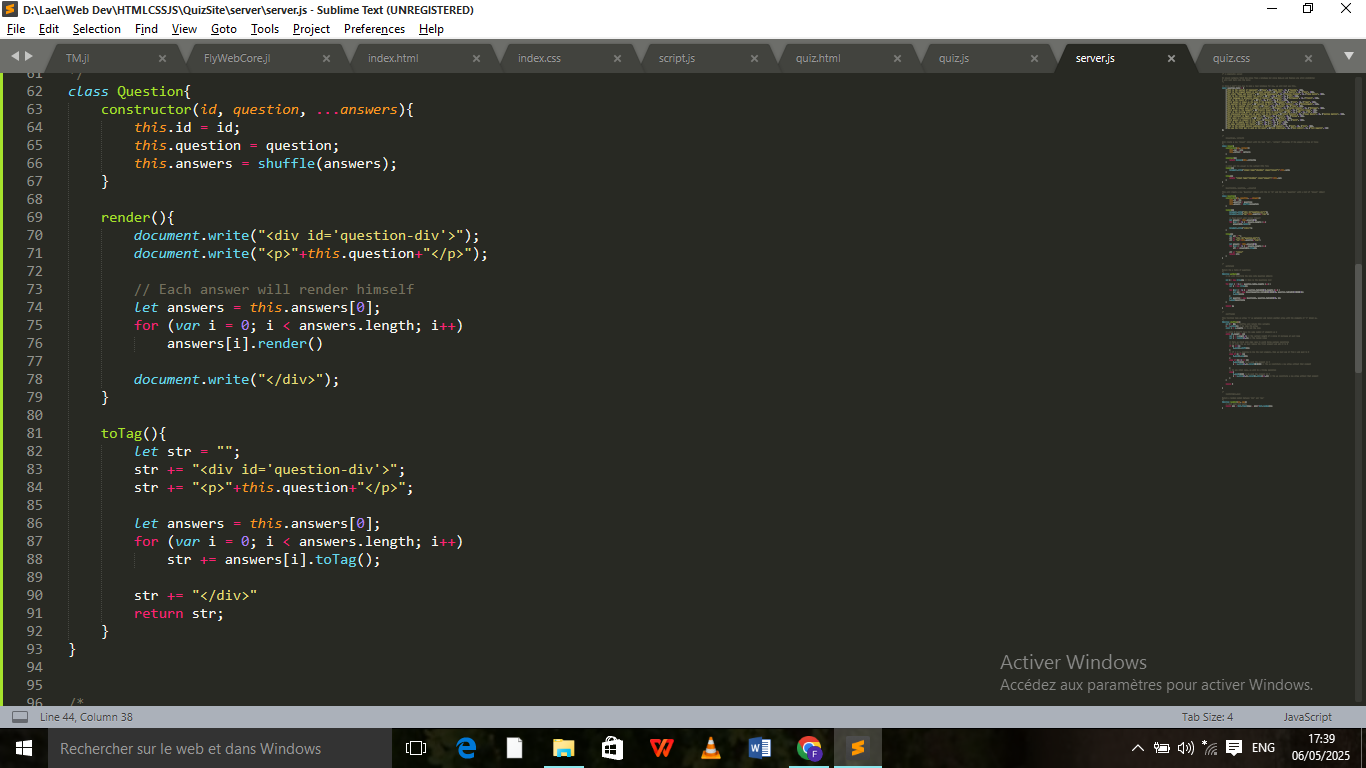 D:\Lael\Web Dev\HTMLCSSJS\QuizSite\server\server.js - Sublime Text (UNREGISTERED)
File Edit Selection Find View Goto Tools Project Preferences Help
TM.jl FlyWebCore.jl index.html index.css script.js quiz.html quiz.js server.js quiz.css
61 */
62 class Question{
63 constructor(id, question, ...answers){
64 this.id = id;
65 this.question = question;
66 this.answers = shuffle(answers);
67 }
68
69 render(){
70 document.write("<div id='question-div'>");
71 document.write("<p>"+this.question+"</p>");
72
73 // Each answer will render himself
74 let answers = this.answers[0];
75 for (var i = 0; i < answers.length; i++)
76 answers[i].render()
77
78 document.write("</div>");
79 }
80
81 toTag(){
82 let str = "";
83 str += "<div id='question-div'>";
84 str += "<p>"+this.question+"</p>";
85
86 let answers = this.answers[0];
87 for (var i = 0; i < answers.length; i++)
88 str += answers[i].toTag();
89
90 str += "</div>"
91 return str;
92 }
93 }
94
95
96 /*
Activer Windows
Accédez aux paramètres pour activer Windows.
Line 44, Column 38 Tab Size: 4 JavaScript
Rechercher sur le web et dans Windows
ENG
17:39
06/05/2025